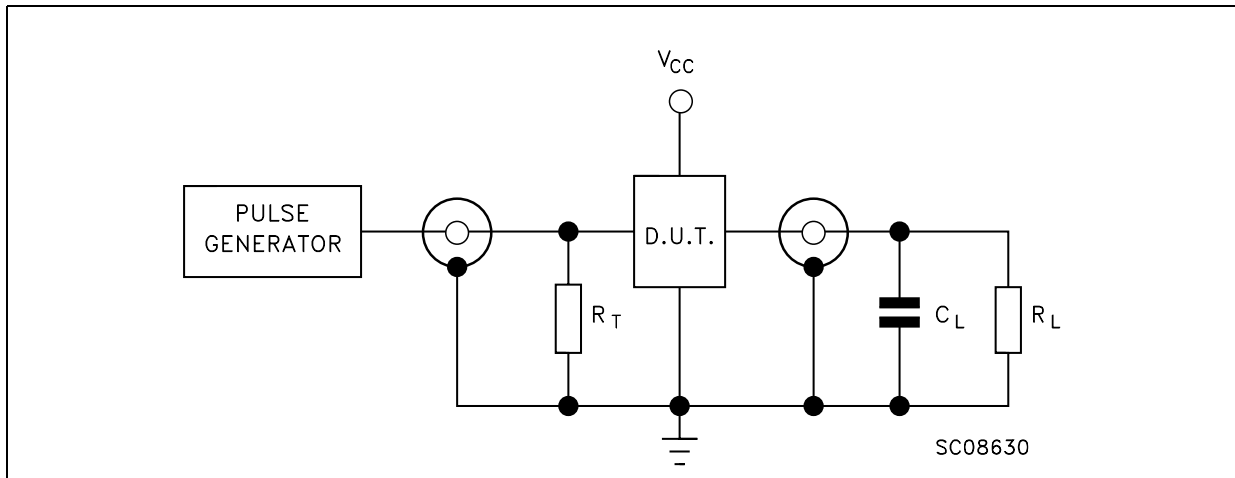 VCC
PULSE
GENERATOR
D.U.T.
RT
CL
RL
SC08630